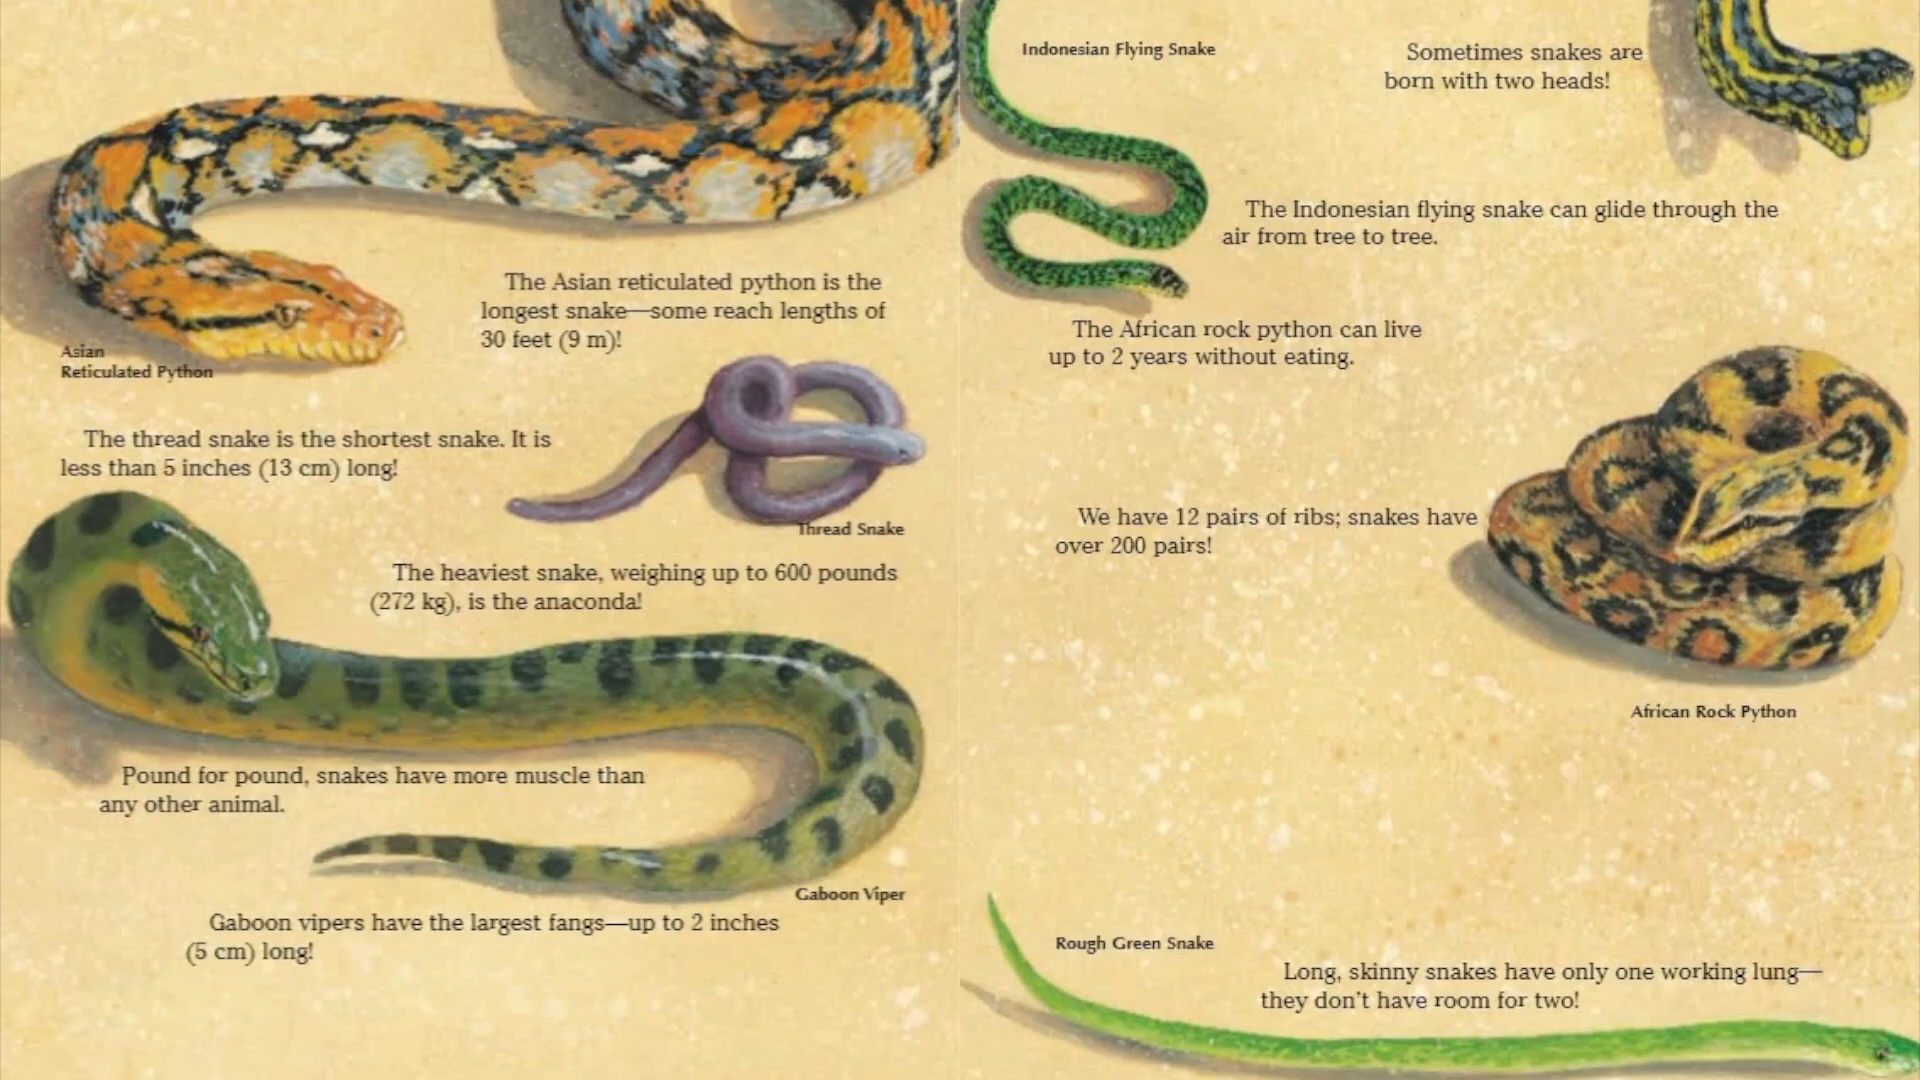 The Asian reticulated python is the
longest snake—some reach lengths of
30 feet (9 m)!
Asian
Reticulated Python
The thread snake is the shortest snake. It is
less than 5 inches (13 cm) long!
Thread Snake
The heaviest snake, weighing up to 600 pounds
(272 kg), is the anaconda!
Pound for pound, snakes have more muscle than
any other animal.
Gaboon Viper
Gaboon vipers have the largest fangs—up to 2 inches
(5 cm) long!
Indonesian Flying Snake
Sometimes snakes are
born with two heads!
The Indonesian flying snake can glide through the
air from tree to tree.
The African rock python can live
up to 2 years without eating.
We have 12 pairs of ribs; snakes have
over 200 pairs!
African Rock Python
Rough Green Snake
Long, skinny snakes have only one working lung—
they don't have room for two!